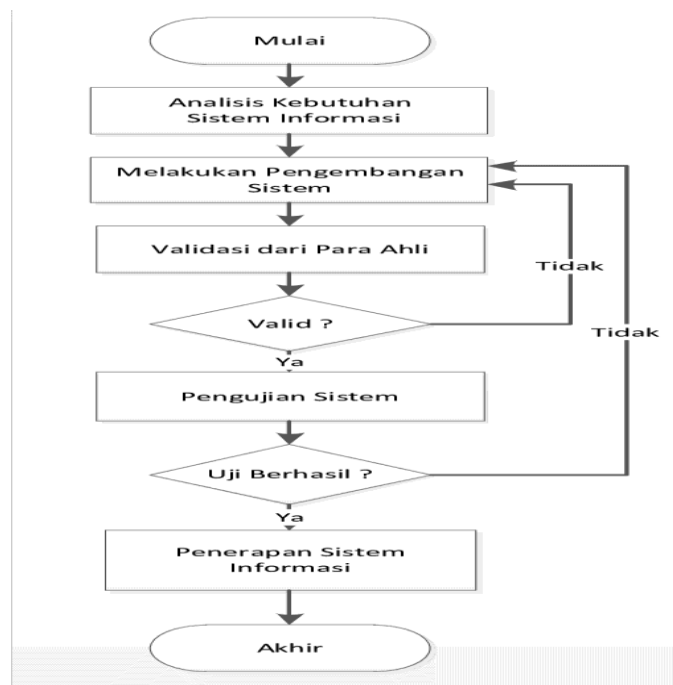 Mulai
Analisis Kebutuhan
Sistem Informasi
Melakukan Pengembangan
Sistem
Validasi dari Para Ahli
Tidak
Valid ?
Tidak
Ya
Pengujian Sistem
Uji Berhasil ?
Ya
Penerapan Sistem
Informasi
Akhir